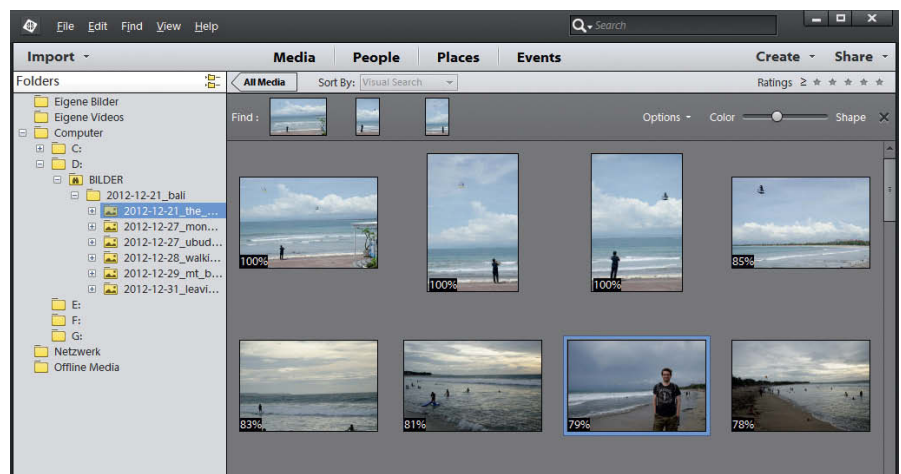 File Edit Find View Help
Search
Import
Media People Places Events
Create Share
Folders
All Media
Sort By: Visual Search
Ratings ≥
Find :
Options
Color
Shape
Eigene Bilder
Eigene Videos
Computer
C:
D:
BILDER
2012-12-21_bali
2012-12-21_the_...
2012-12-27_mon...
2012-12-27_ubud...
2012-12-28_walki...
2012-12-29_mt_b...
2012-12-31_leavi...
E:
F:
G:
Netzwerk
Offline Media
100%
100%
100%
85%
83%
81%
79%
78%